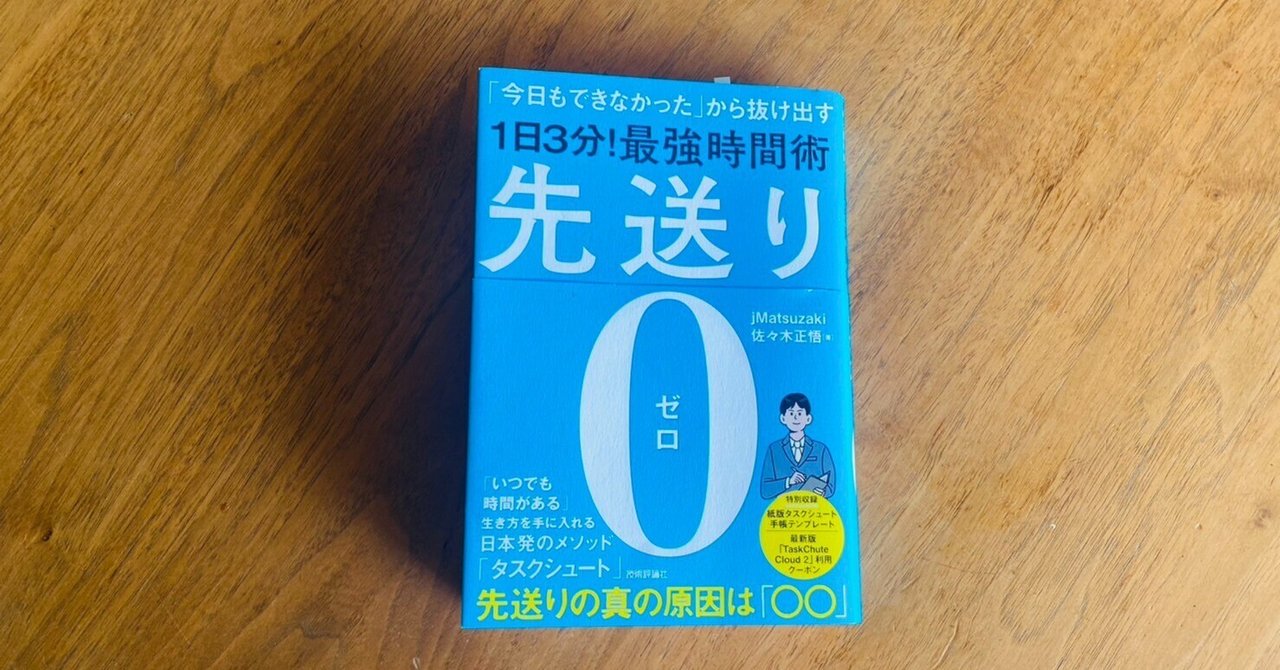 「今日もできなかった」から抜け出す
1日3分!最強時間術
先送り
0
ゼロ
jMatsuzaki
佐々木正悟[著]
「いつでも
時間がある」
生き方を手に入れる
日本発のメソッド
「タスクシュート」
技術評論社
特別収録
紙版タスクシュート
手帳テンプレート
最新版
『TaskChute
Cloud 2』利用
クーポン
先送りの真の原因は「〇〇」